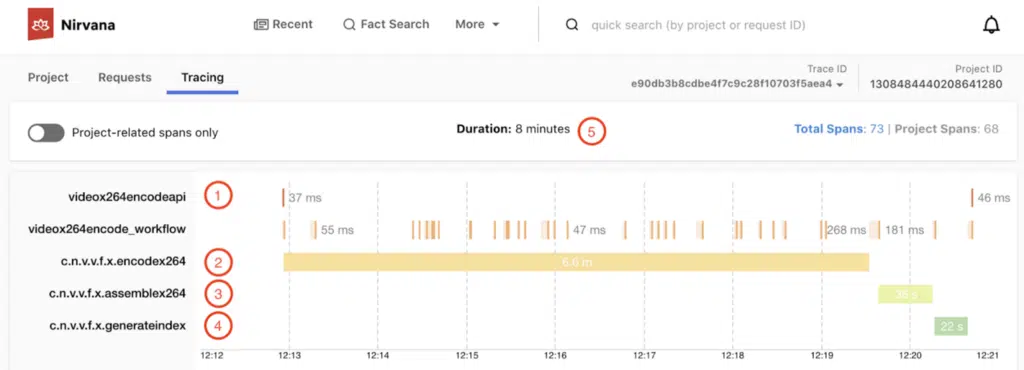 Nirvana Recent Fact Search More quick search (by project or request ID)
Project Requests Tracing Trace ID Project ID
e90db3b8cdbe4f7c9c28f10703f5aea4 1308484440208641280
Project-related spans only Duration: 8 minutes 5 Total Spans: 73 | Project Spans: 68
videox264encodeapi 1 37 ms 46 ms
videox264encode_workflow 55 ms 47 ms 268 ms 181 ms
c.n.v.v.f.x.encodex264 2 6.6 m
c.n.v.v.f.x.assemblex264 3 36 s
c.n.v.v.f.x.generateindex 4 22 s
12:12 12:13 12:14 12:15 12:16 12:17 12:18 12:19 12:20 12:21